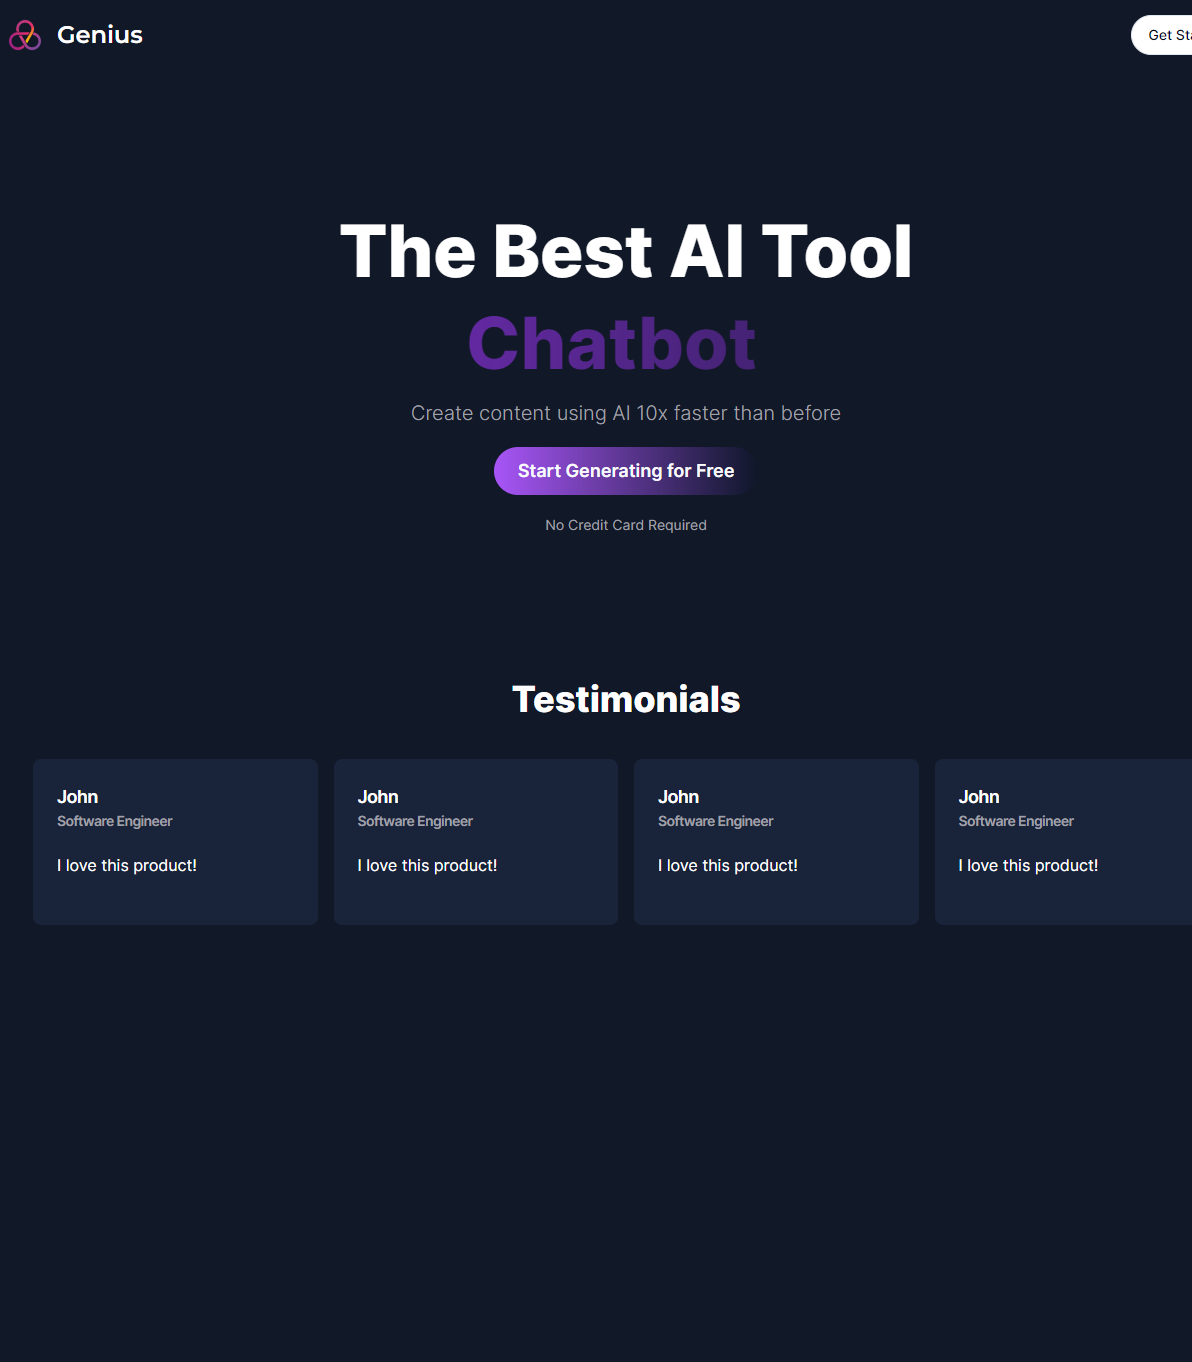 Genius
Get
The Best AI Tool
Chatbot
Create content using AI 10x faster than before
Start Generating for Free
No Credit Card Required
Testimonials
John
Software Engineer
I love this product!
John
Software Engineer
I love this product!
John
Software Engineer
I love this product!
John
Software Engineer
I love this product!